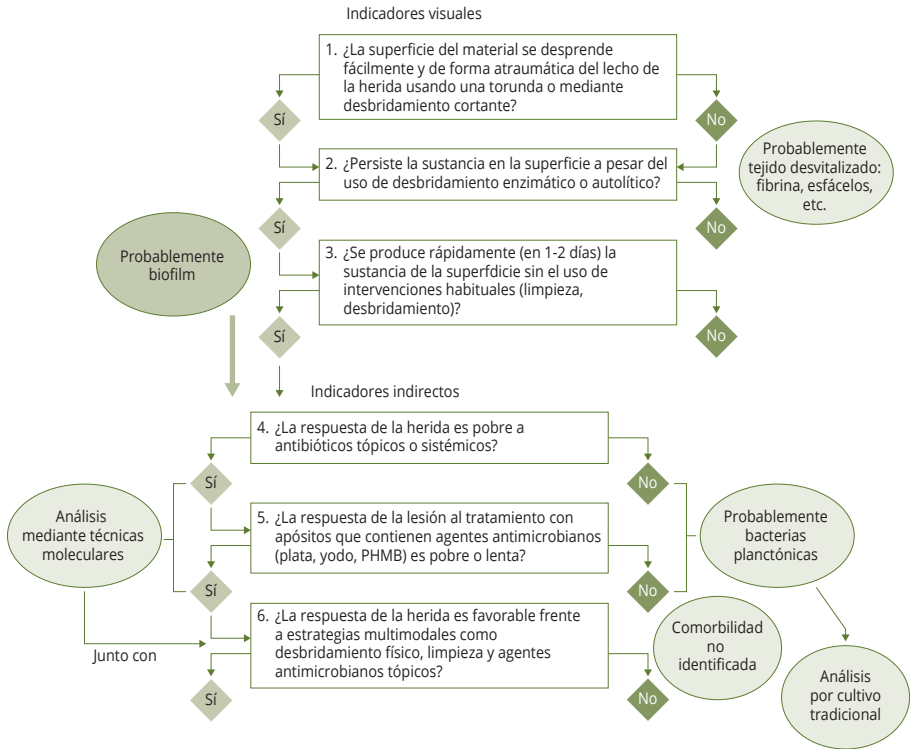 Indicadores visuales
1. ¿La superficie del material se desprende
fácilmente y de forma atraumática del lecho de
la herida usando una torunda o mediante
desbridamiento cortante?
Sí
No
Probablemente
tejido desvitalizado:
fibrina, esfácelos,
etc.
2. ¿Persiste la sustancia en la superficie a pesar del
uso de desbridamiento enzimático o autolítico?
Sí
No
Probablemente
biofilm
3. ¿Se produce rápidamente (en 1-2 días) la
sustancia de la superfdicie sin el uso de
intervenciones habituales (limpieza,
desbridamiento)?
Sí
No
Indicadores indirectos
4. ¿La respuesta de la herida es pobre a
antibióticos tópicos o sistémicos?
Sí
No
Análisis
mediante técnicas
moleculares
5. ¿La respuesta de la lesión al tratamiento con
apósitos que contienen agentes antimicrobianos
(plata, yodo, PHMB) es pobre o lenta?
Probablemente
bacterias
planctónicas
Sí
No
6. ¿La respuesta de la herida es favorable frente
a estrategias multimodales como
desbridamiento físico, limpieza y agentes
antimicrobianos tópicos?
Comorbilidad
no
identificada
Junto con
Sí
No
Análisis
por cultivo
tradicional